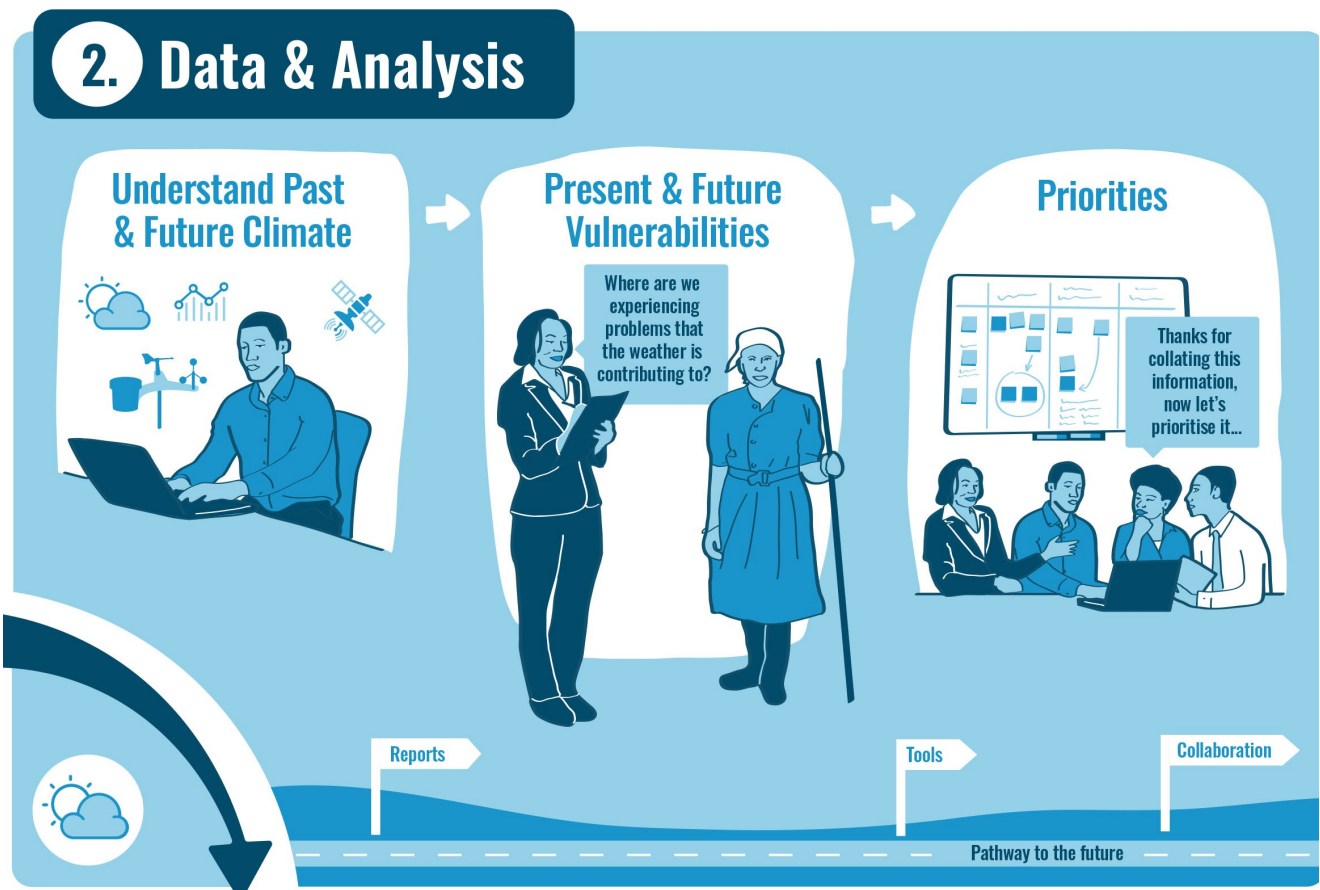 2. Data & Analysis
Understand Past
& Future Climate
Present & Future
Vulnerabilities
Where are we
experiencing
problems that
the weather is
contributing to?
Priorities
Thanks for
collating this
information,
now let's
prioritise it...
Reports
Tools
Collaboration
Pathway to the future